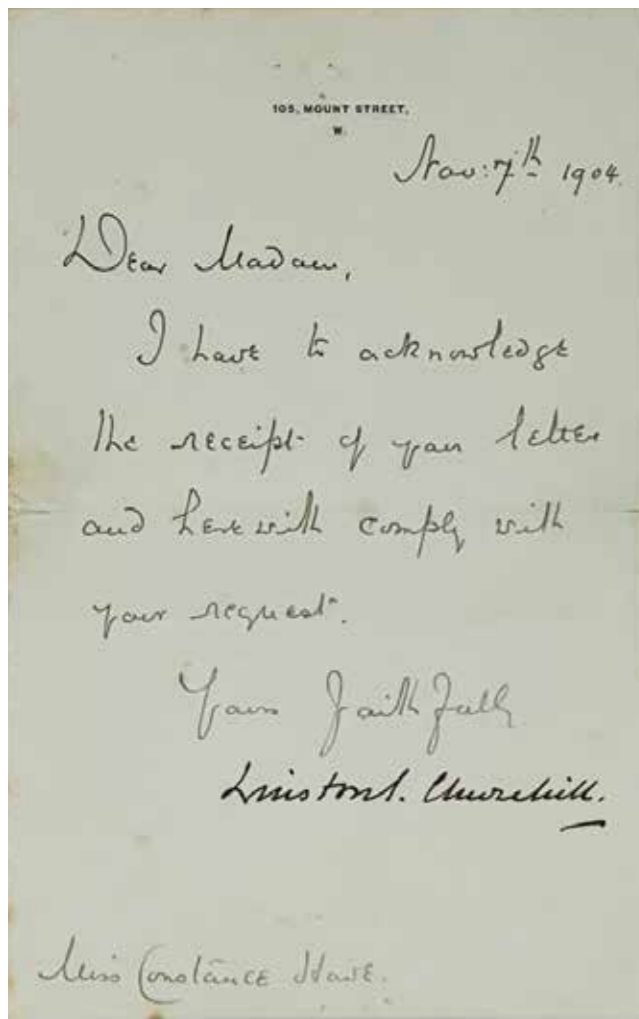 105, MOUNT STREET,
W.
Nov: 7th 1904.
Dear Madam,
I have to acknowledge
the receipt of your letter
and herewith comply with
your request.
Yours faithfully
Winston S. Churchill.
Miss Constance